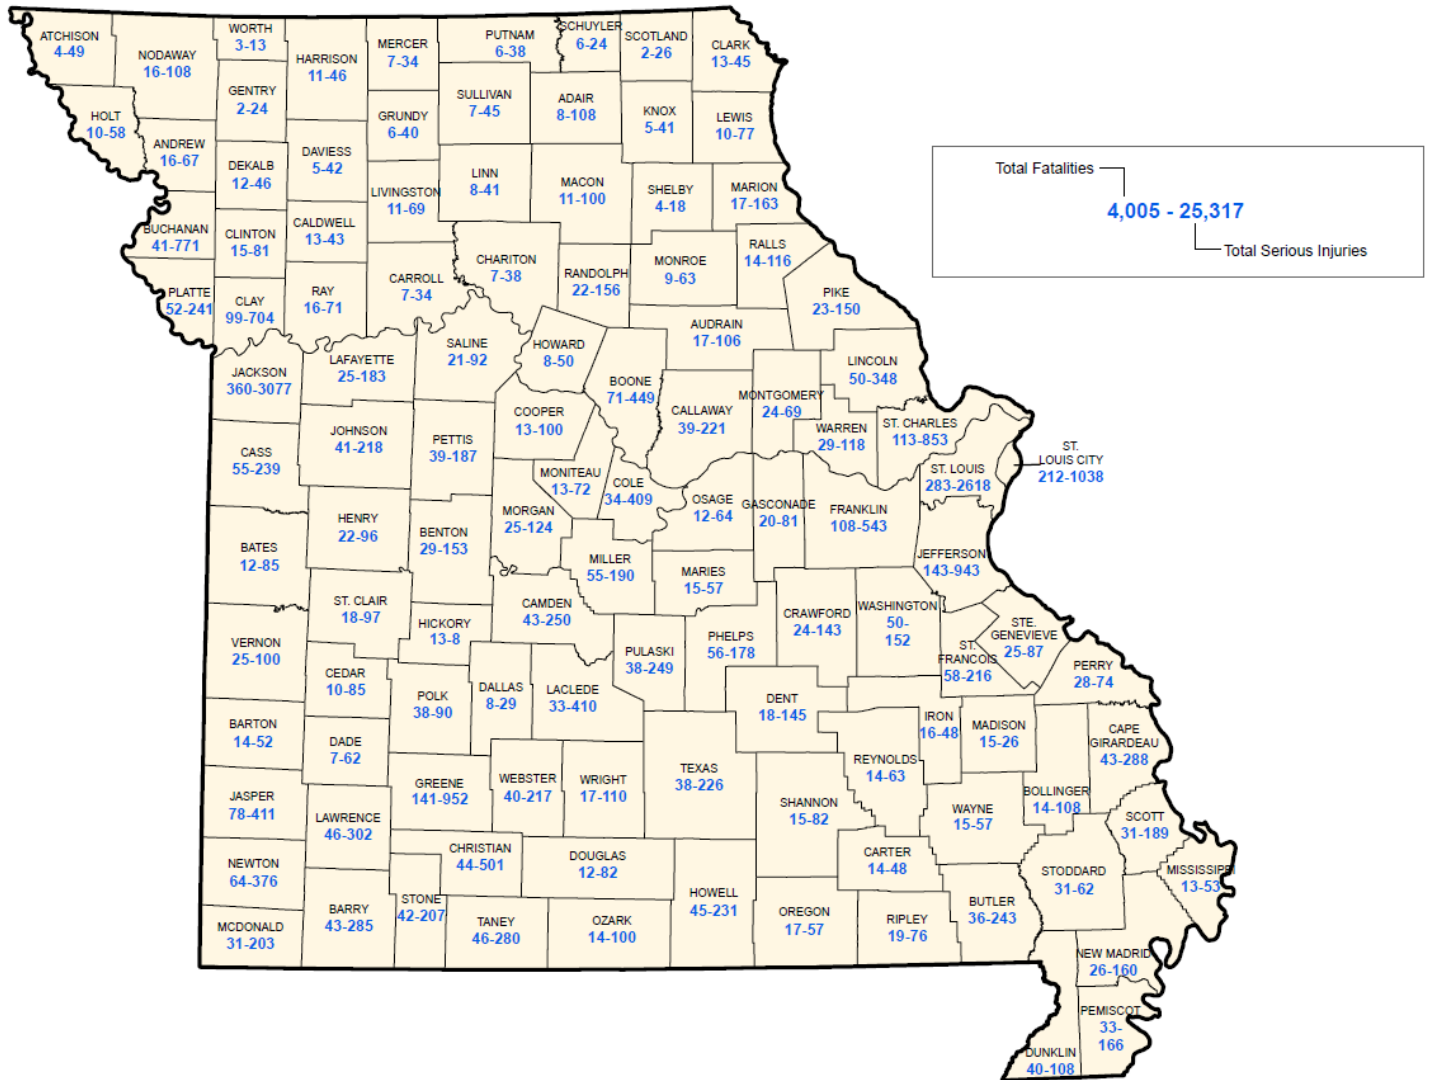 ATCHISON
4-49
NODAWAY
16-108
WORTH
3-13
HARRISON
11-46
MERCER
7-34
PUTNAM
6-38
SCHUYLER
6-24
SCOTLAND
2-26
CLARK
13-45
HOLT
10-58
GENTRY
2-24
GRUNDY
6-40
SULLIVAN
7-45
ADAIR
8-108
KNOX
5-41
LEWIS
10-77
ANDREW
16-67
DEKALB
12-46
DAVIESS
5-42
LIVINGSTON
11-69
LINN
8-41
MACON
11-100
SHELBY
4-18
MARION
17-163
Total Fatalities
4,005 - 25,317
Total Serious Injuries
BUCHANAN
41-771
CLINTON
15-81
CALDWELL
13-43
CARROLL
7-34
CHARITON
7-38
RANDOLPH
22-156
MONROE
9-63
RALLS
14-116
PIKE
23-150
PLATTE
52-241
CLAY
99-704
RAY
16-71
AUDRAIN
17-106
JACKSON
360-3077
LAFAYETTE
25-183
SALINE
21-92
HOWARD
8-50
BOONE
71-449
CALLAWAY
39-221
MONTGOMERY
24-69
LINCOLN
50-348
WARREN
29-118
ST. CHARLES
113-853
ST.
LOUIS CITY
212-1038
ST. LOUIS
283-2618
CASS
55-239
JOHNSON
41-218
PETTIS
39-187
COOPER
13-100
MONITEAU
13-72
COLE
34-409
OSAGE
12-64
GASCONADE
20-81
FRANKLIN
108-543
JEFFERSON
143-943
BATES
12-85
HENRY
22-96
BENTON
29-153
MORGAN
25-124
MILLER
55-190
MARIES
15-57
CRAWFORD
24-143
WASHINGTON
50-
152
STE.
GENEVIEVE
25-87
ST.
FRANCOIS
58-216
PERRY
28-74
VERNON
25-100
ST. CLAIR
18-97
HICKORY
13-8
CAMDEN
43-250
PULASKI
38-249
PHELPS
56-178
CEDAR
10-85
POLK
38-90
DALLAS
8-29
LACLEDE
33-410
DENT
18-145
IRON
16-48
MADISON
15-26
CAPE
GIRARDEAU
43-288
BARTON
14-52
DADE
7-62
GREENE
141-952
WEBSTER
40-217
WRIGHT
17-110
TEXAS
38-226
REYNOLDS
14-63
BOLLINGER
14-108
JASPER
78-411
LAWRENCE
46-302
SHANNON
15-82
WAYNE
15-57
SCOTT
31-189
NEWTON
64-376
CHRISTIAN
44-501
DOUGLAS
12-82
CARTER
14-48
STODDARD
31-62
MISSISSIPPI
13-53
MCDONALD
31-203
BARRY
43-285
STONE
42-207
TANEY
46-280
OZARK
14-100
HOWELL
45-231
OREGON
17-57
RIPLEY
19-76
BUTLER
36-243
NEW MADRID
26-160
PEMISCOT
33-
166
DUNKLIN
40-108